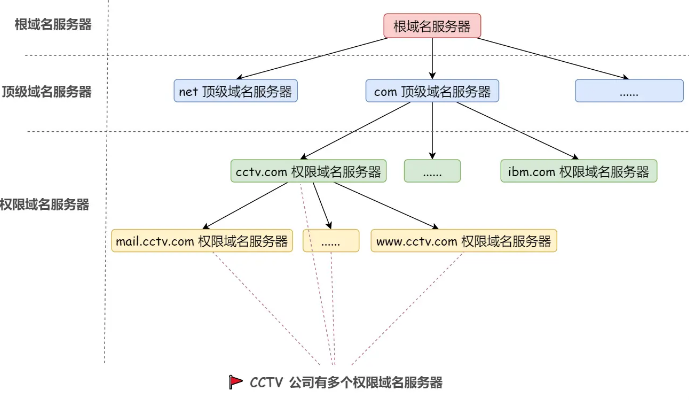 根域名服务器
根域名服务器
顶级域名服务器
net 顶级域名服务器
com 顶级域名服务器
......
权限域名服务器
cctv.com 权限域名服务器
......
ibm.com 权限域名服务器
mail.cctv.com 权限域名服务器
......
www.cctv.com 权限域名服务器
CCTV 公司有多个权限域名服务器